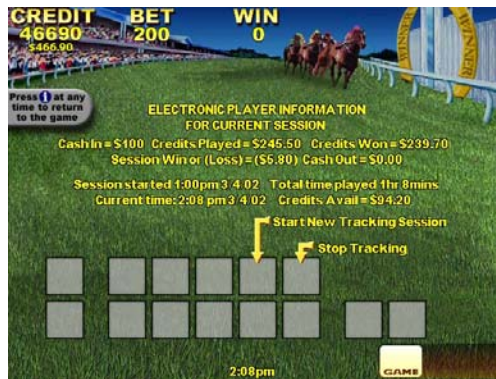 CREDIT BET WIN
46690 200 0
$466.90
WINNER WINNER
Press i at any
time to return
to the game
ELECTRONIC PLAYER INFORMATION
FOR CURRENT SESSION
Cash In = $100 Credits Played = $245.50 Credits Won = $239.70
Session Win or (Loss) = ($5.80) Cash Out = $0.00
Session started 1:00pm 3/4/02 Total time played 1hr 8mins
Current time: 2:08 pm 3/4/02 Credits Avail = $94.20
Start New Tracking Session
Stop Tracking
2:08pm
GAME